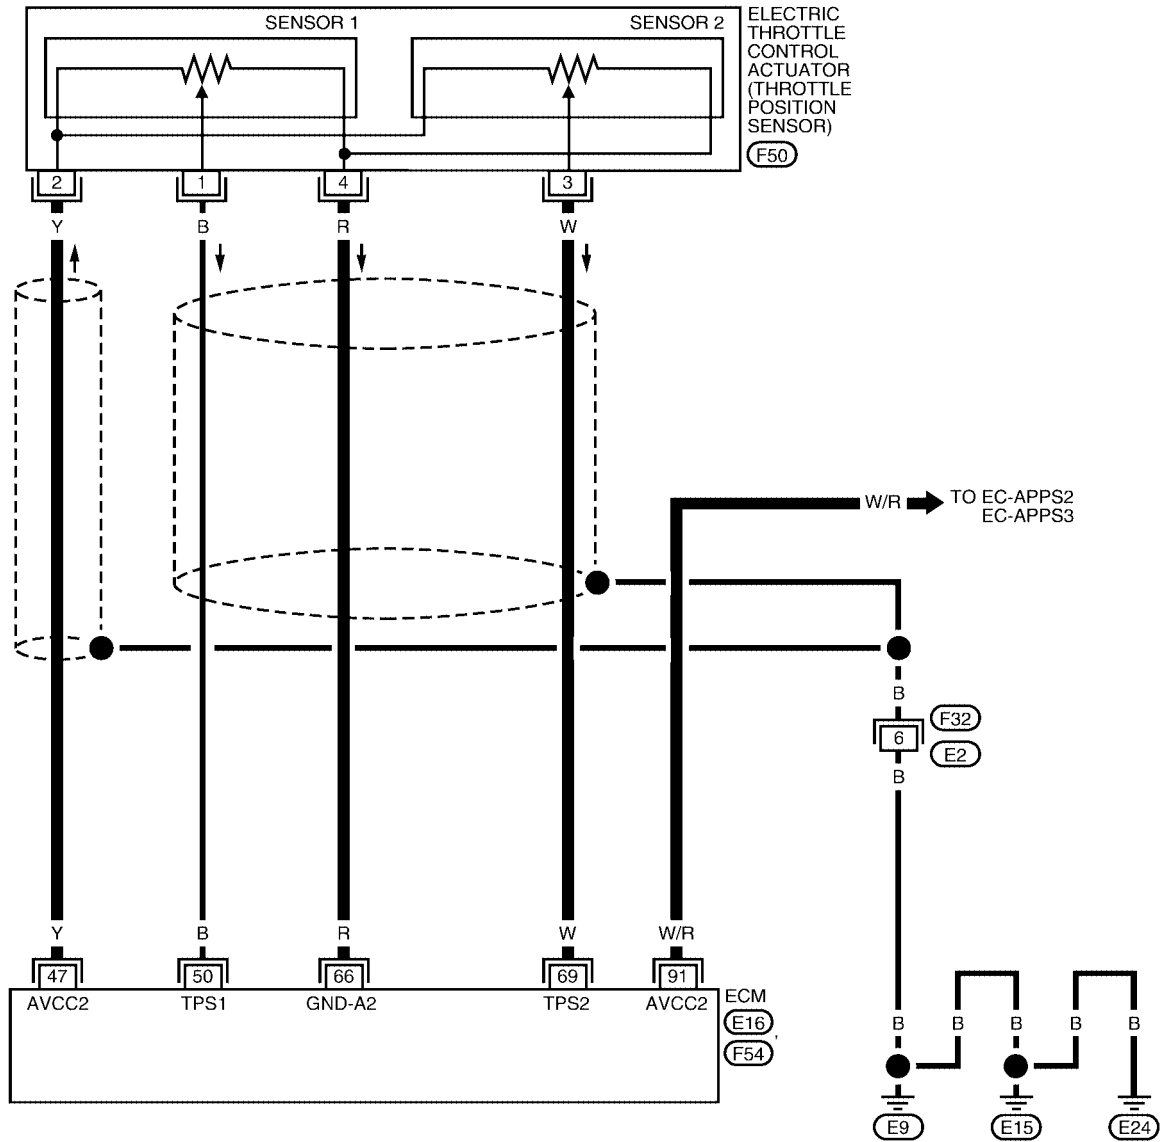 SENSOR 1
SENSOR 2
ELECTRIC
THROTTLE
CONTROL
ACTUATOR
(THROTTLE
POSITION
SENSOR)
F50
2
1
4
3
Y
B
R
W
W/R
TO EC-APPS2
EC-APPS3
B
F32
6
E2
B
Y
B
R
W
W/R
47
50
66
69
91
AVCC2
TPS1
GND-A2
TPS2
AVCC2
ECM
E16
,
F54
B
B
B
B
B
E9
E15
E24